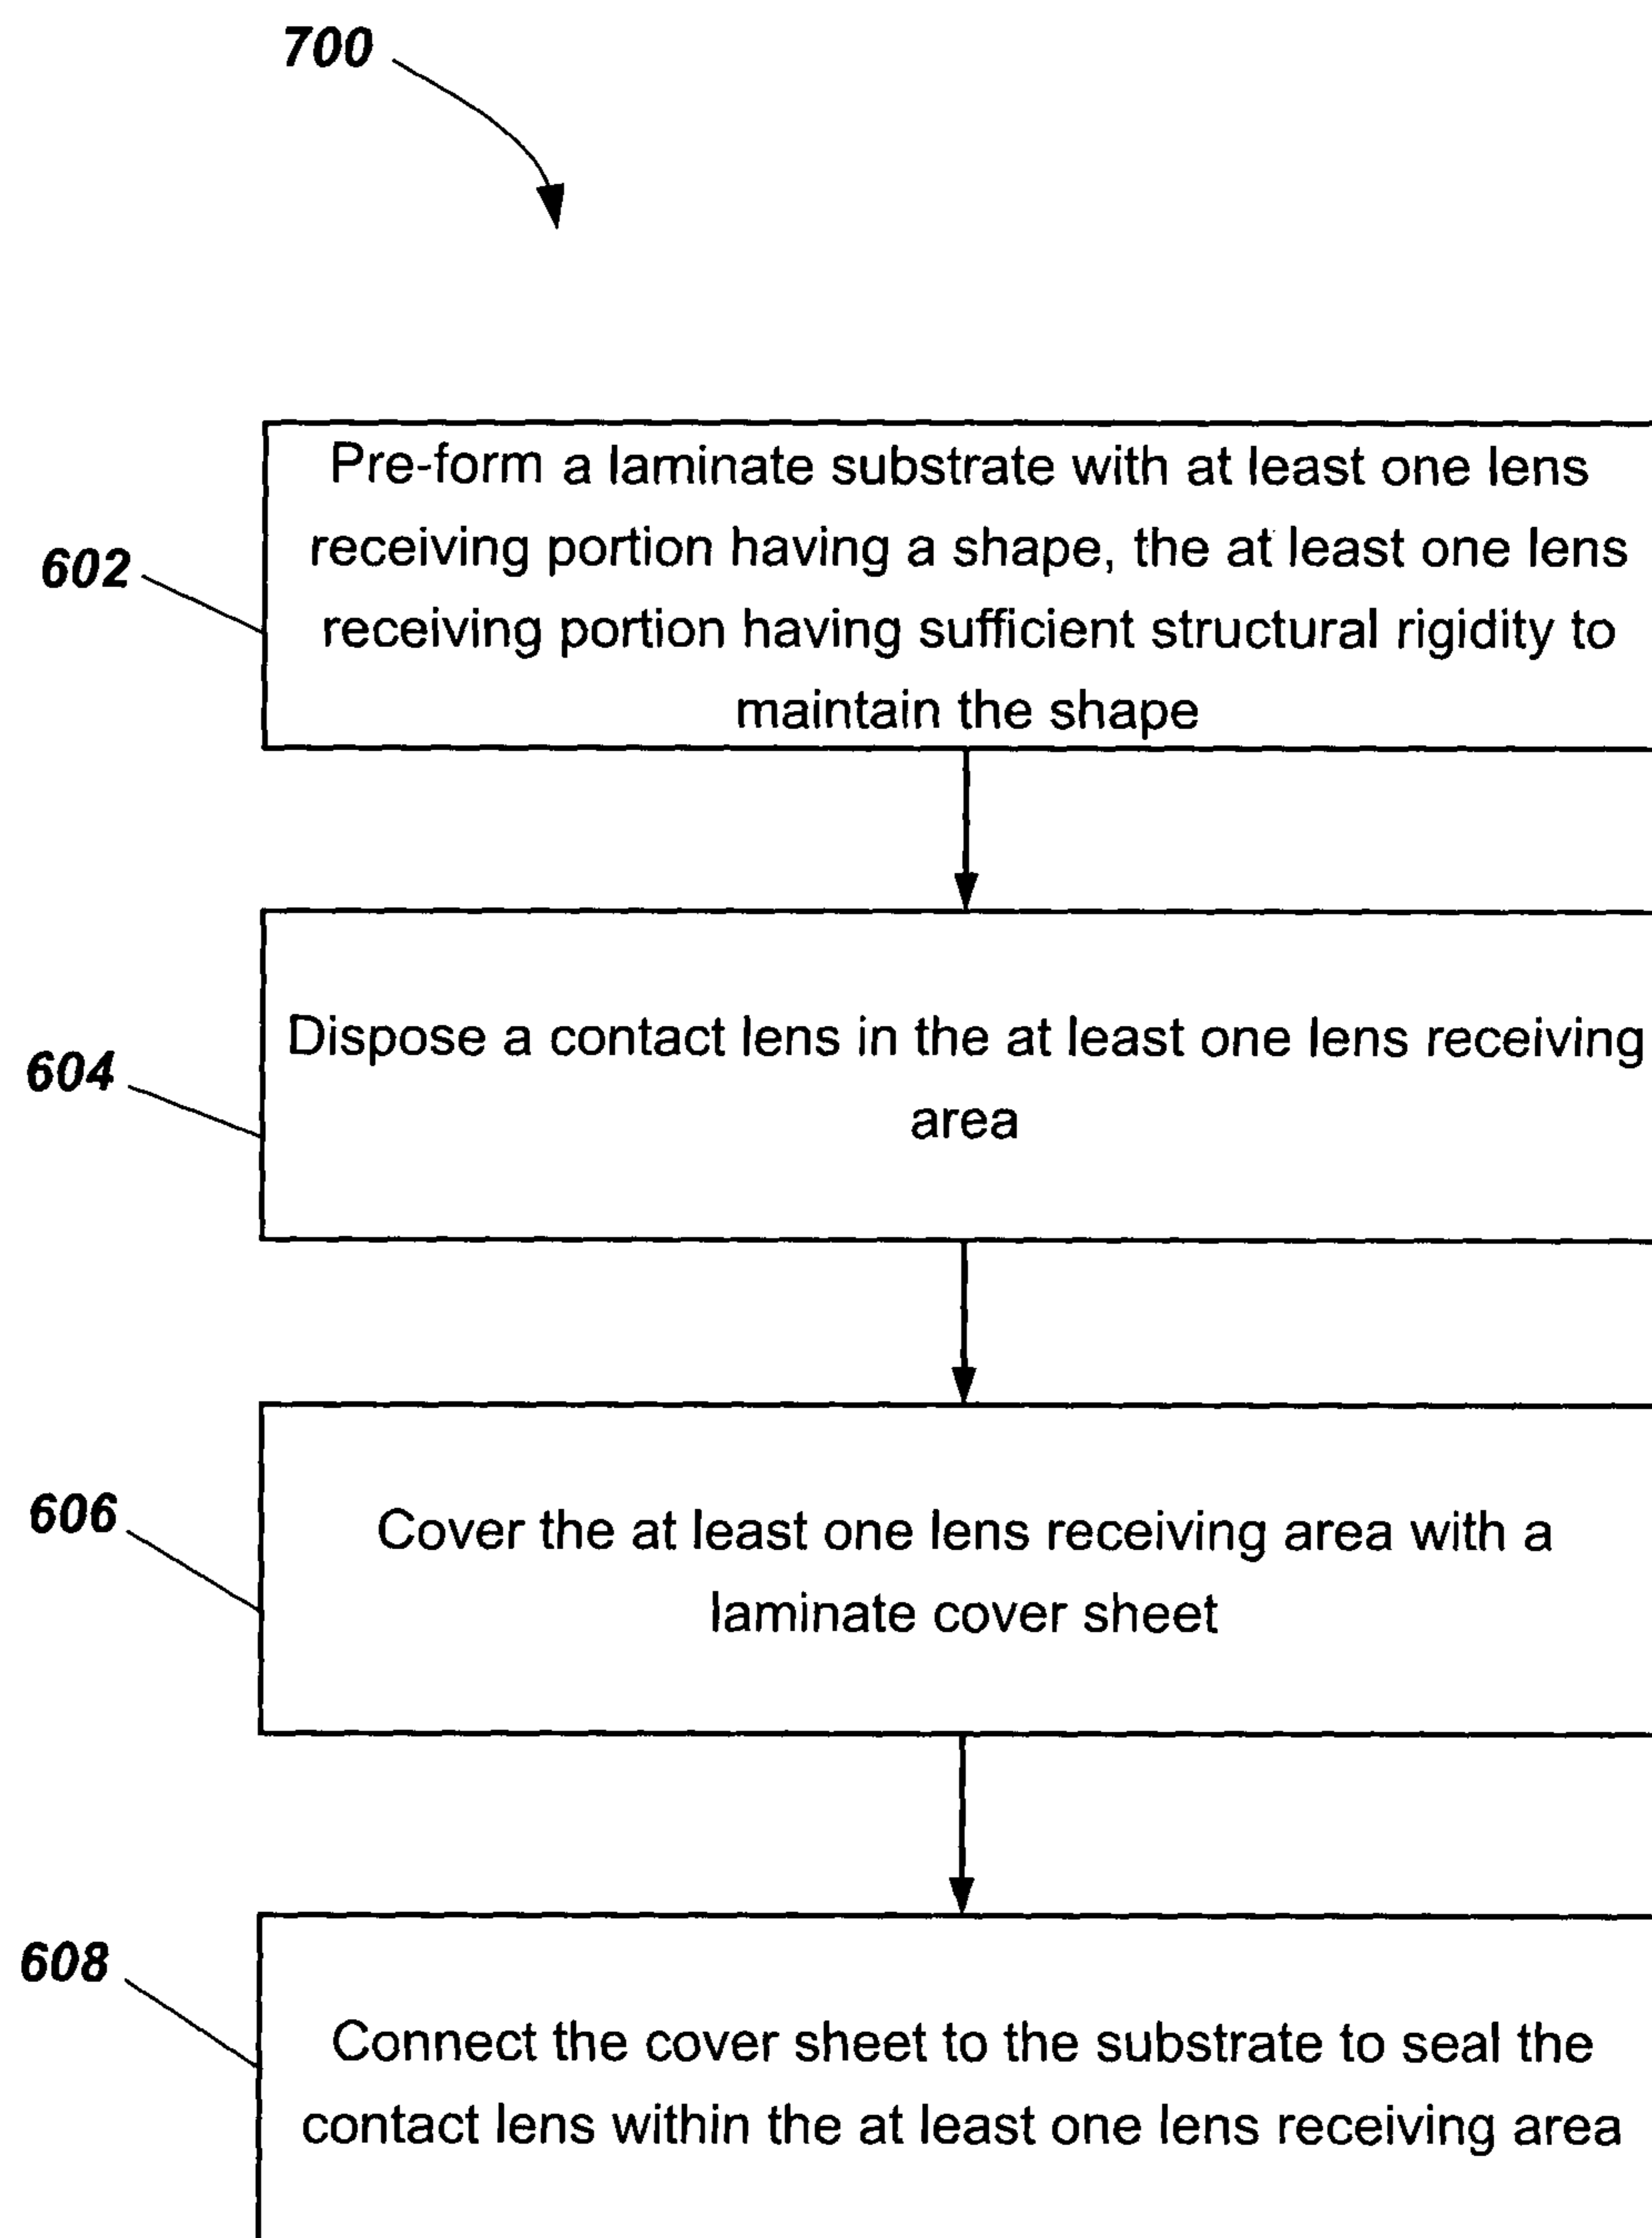 700
602
Pre-form a laminate substrate with at least one lens
receiving portion having a shape, the at least one lens
receiving portion having sufficient structural rigidity to
maintain the shape
604
Dispose a contact lens in the at least one lens receiving
area
606
Cover the at least one lens receiving area with a
laminate cover sheet
608
Connect the cover sheet to the substrate to seal the
contact lens within the at least one lens receiving area